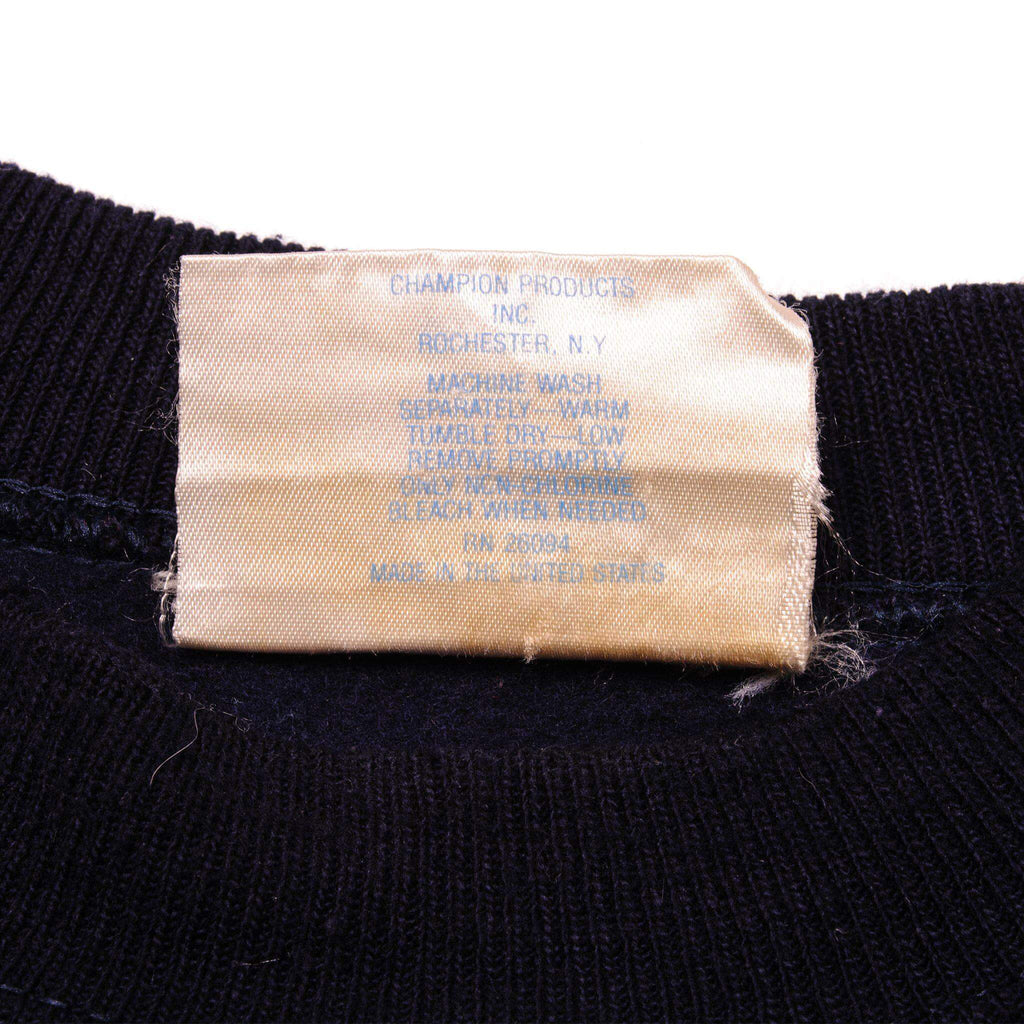 CHAMPION PRODUCTS
INC.
ROCHESTER, N.Y
MACHINE WASH
SEPARATELY—WARM
TUMBLE DRY—LOW
REMOVE PROMPTLY
ONLY NON-CHLORINE
BLEACH WHEN NEEDED
RN 26094
MADE IN THE UNITED STATES